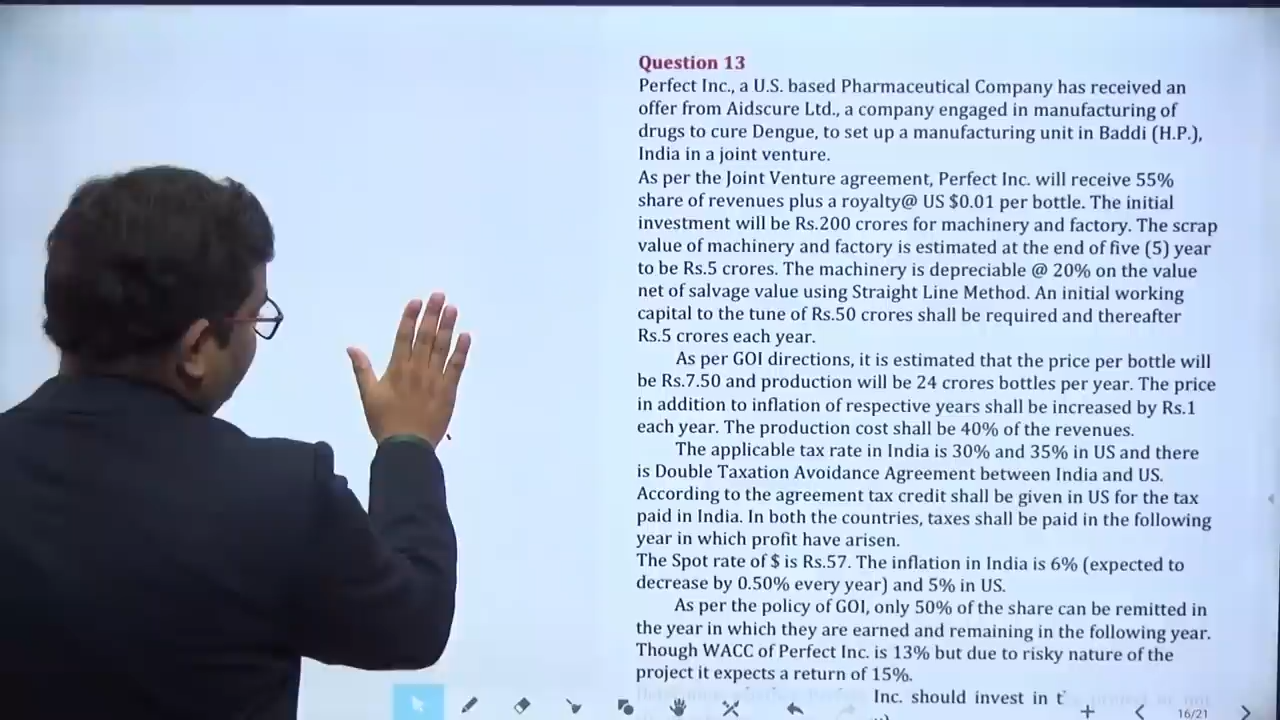 Question 13
Perfect Inc., a U.S. based Pharmaceutical Company has received an
offer from Aidscure Ltd., a company engaged in manufacturing of
drugs to cure Dengue, to set up a manufacturing unit in Baddi (H.P.),
India in a joint venture.
As per the Joint Venture agreement, Perfect Inc. will receive 55%
share of revenues plus a royalty@ US $0.01 per bottle. The initial
investment will be Rs.200 crores for machinery and factory. The scrap
value of machinery and factory is estimated at the end of five (5) year
to be Rs.5 crores. The machinery is depreciable @ 20% on the value
net of salvage value using Straight Line Method. An initial working
capital to the tune of Rs.50 crores shall be required and thereafter
Rs.5 crores each year.
As per GOI directions, it is estimated that the price per bottle will
be Rs.7.50 and production will be 24 crores bottles per year. The price
in addition to inflation of respective years shall be increased by Rs.1
each year. The production cost shall be 40% of the revenues.
The applicable tax rate in India is 30% and 35% in US and there
is Double Taxation Avoidance Agreement between India and US.
According to the agreement tax credit shall be given in US for the tax
paid in India. In both the countries, taxes shall be paid in the following
year in which profit have arisen.
The Spot rate of $ is Rs.57. The inflation in India is 6% (expected to
decrease by 0.50% every year) and 5% in US.
As per the policy of GOI, only 50% of the share can be remitted in
the year in which they are earned and remaining in the following year.
Though WACC of Perfect Inc. is 13% but due to risky nature of the
project it expects a return of 15%.
Inc. should invest in
16/21